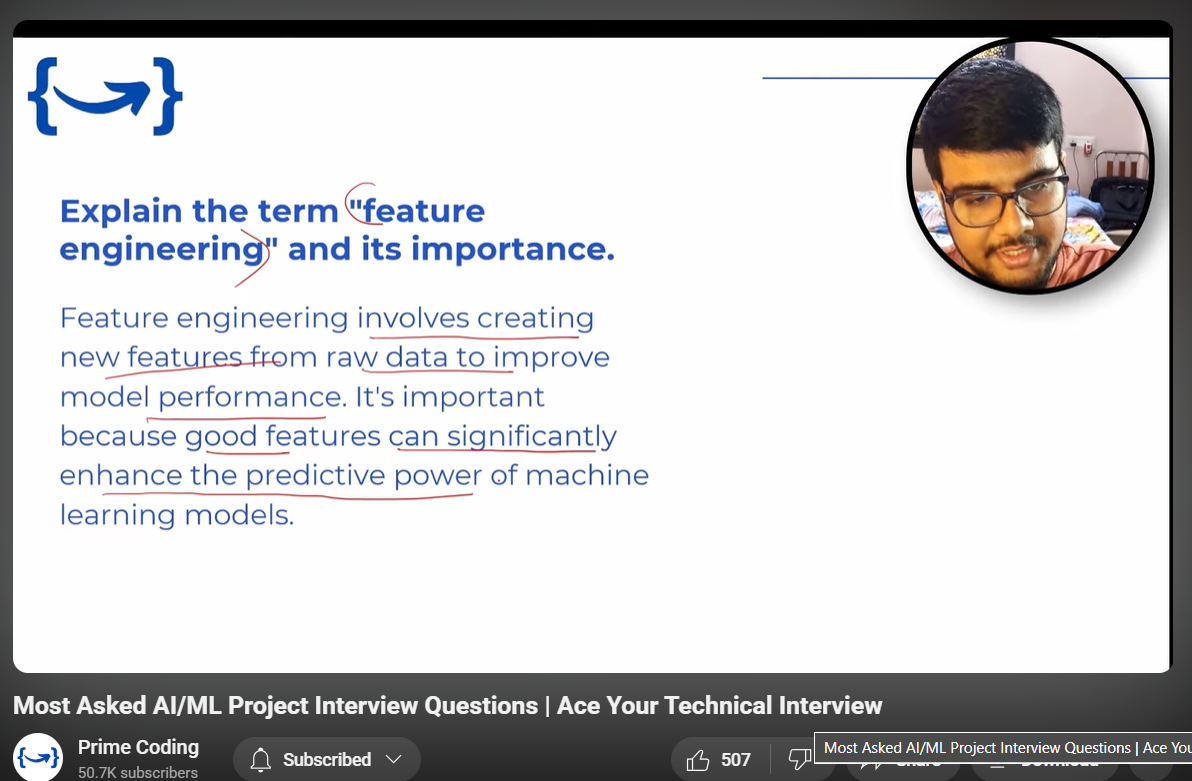 Explain the term "feature
engineering" and its importance.
Feature engineering involves creating
new features from raw data to improve
model performance. It's important
because good features can significantly
enhance the predictive power of machine
learning models.
Most Asked AI/ML Project Interview Questions | Ace Your Technical Interview
Prime Coding
50.7K subscribers
Subscribed
507
Share
Download
Most Asked AI/ML Project Interview Questions | Ace You